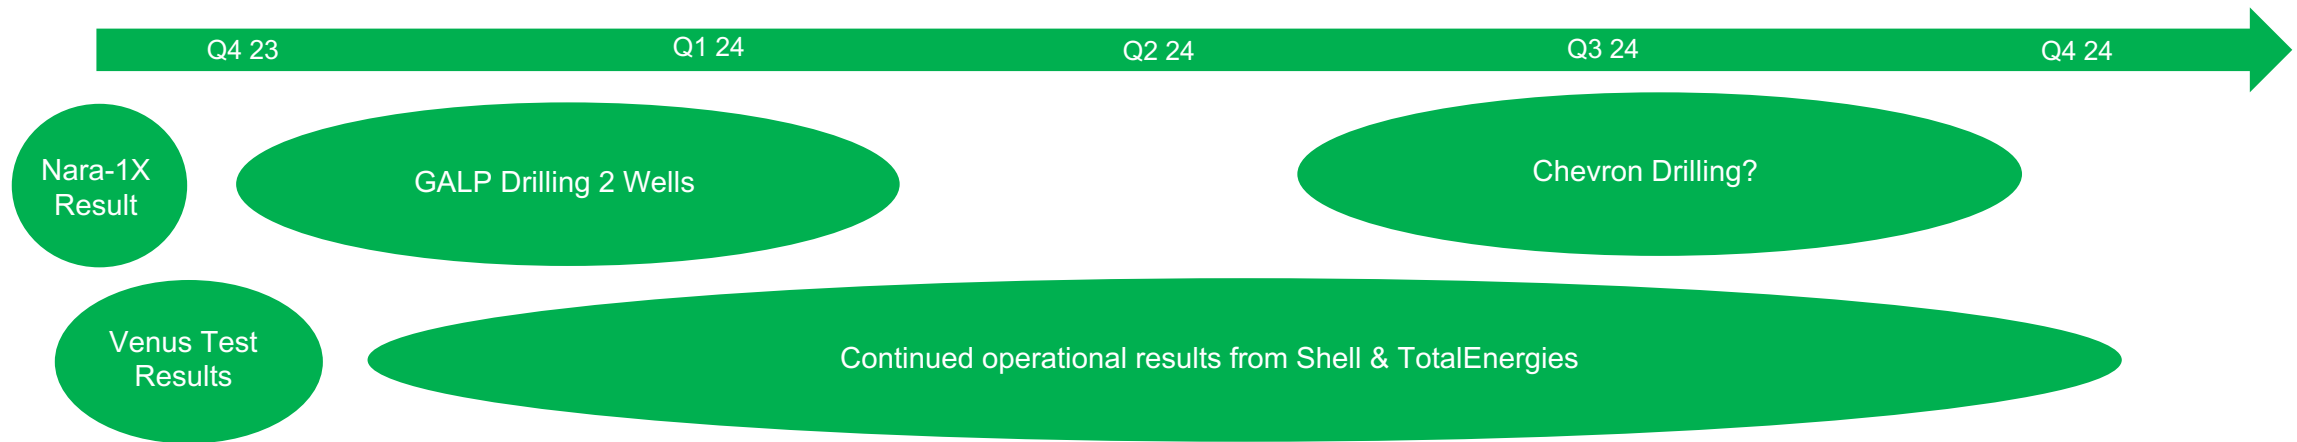 Q4 23
Q1 24
Q2 24
Q3 24
Q4 24
Nara-1X
Result
GALP Drilling 2 Wells
Chevron Drilling?
Venus Test
Results
Continued operational results from Shell & TotalEnergies